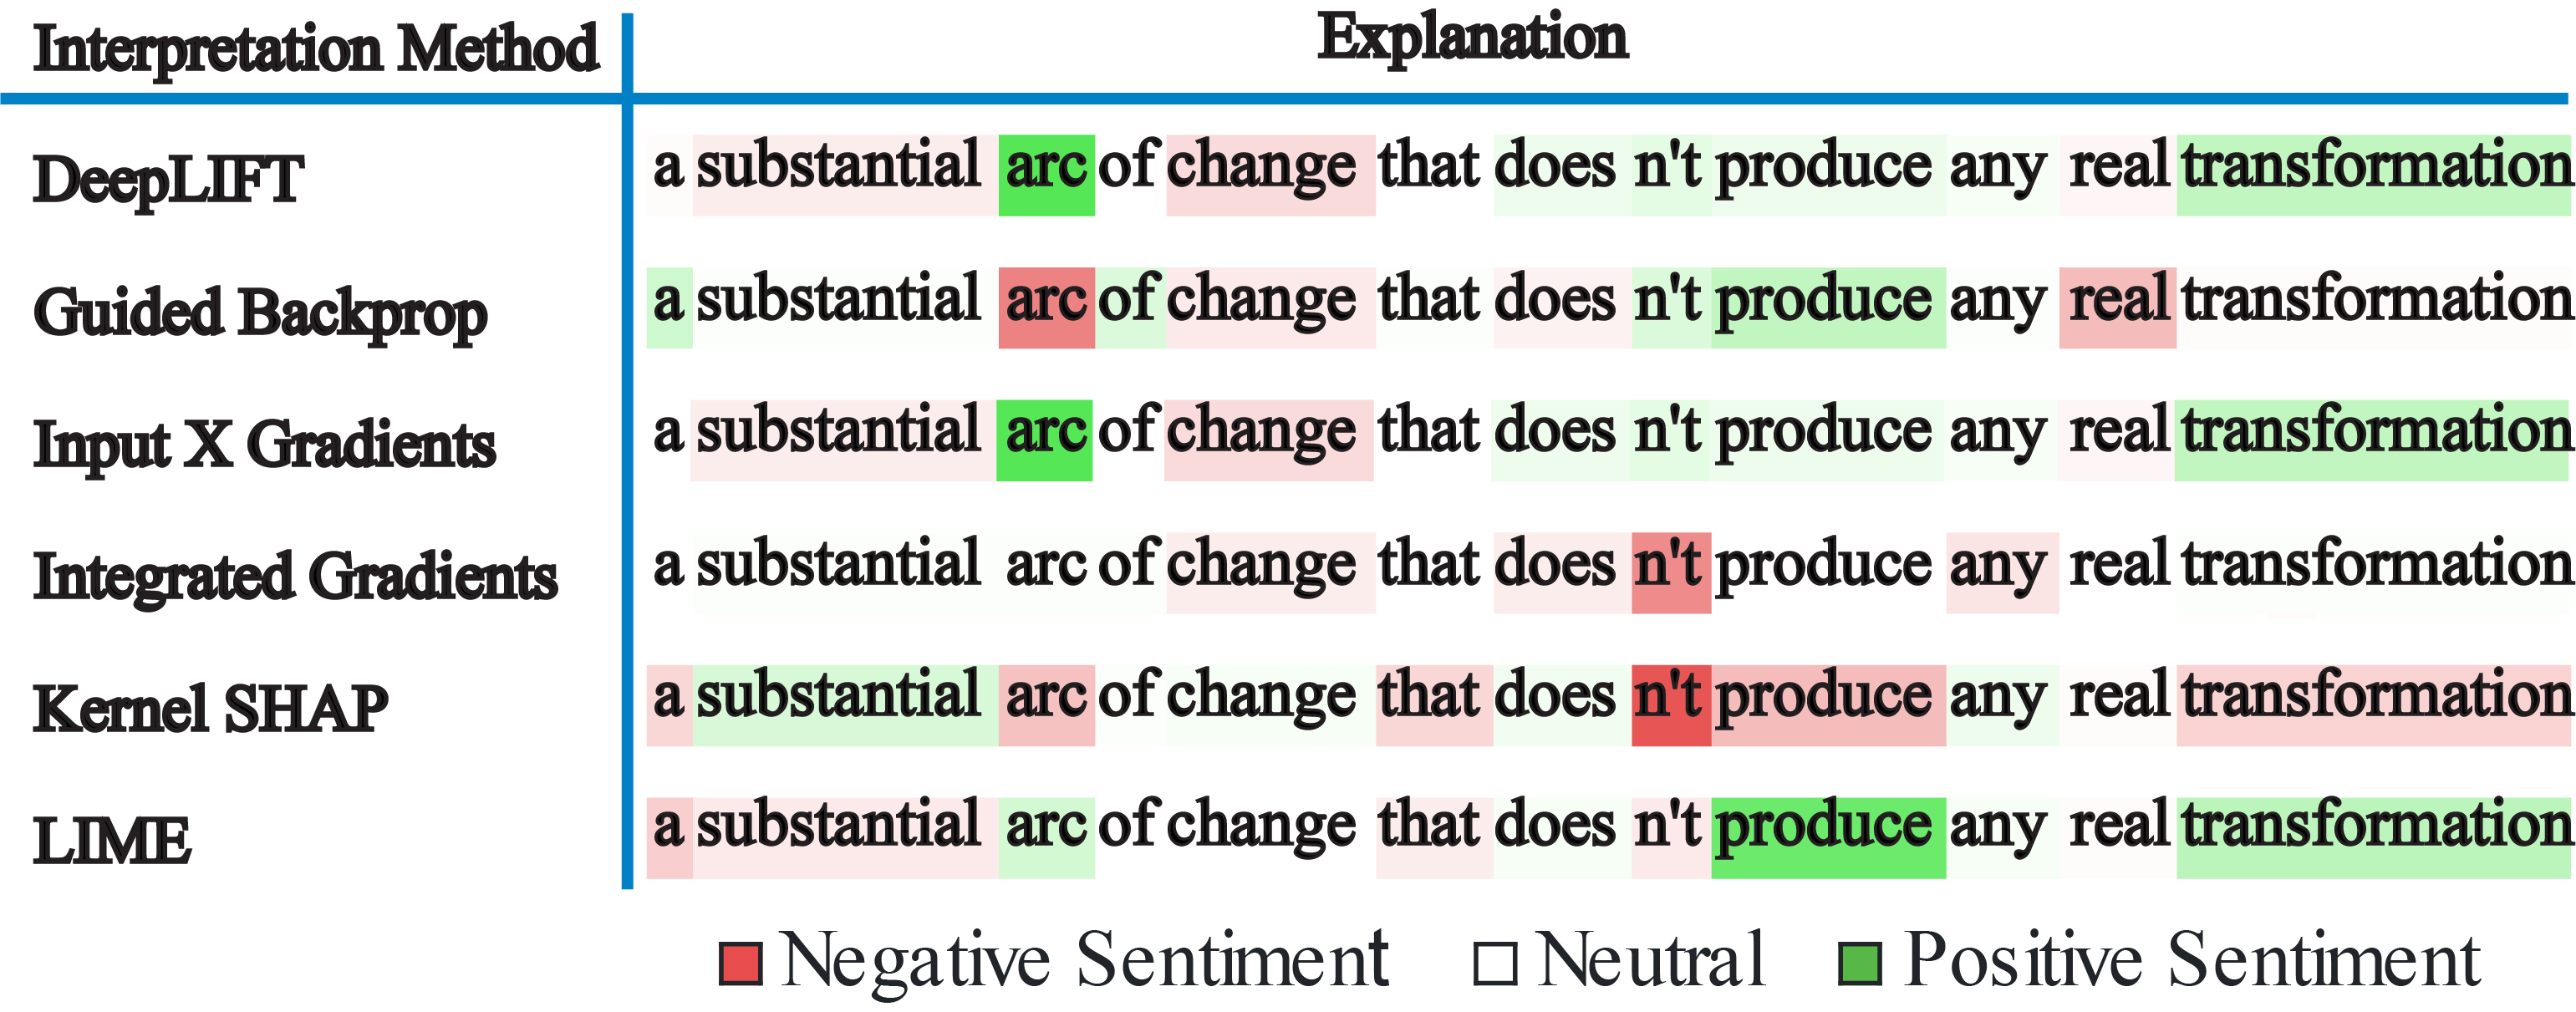 Interpretation Method Explanation
DeepLIFT a substantial arc of change that does n't produce any real transformation
Guided Backprop a substantial arc of change that does n't produce any real transformation
Input X Gradients a substantial arc of change that does n't produce any real transformation
Integrated Gradients a substantial arc of change that does n't produce any real transformation
Kernel SHAP a substantial arc of change that does n't produce any real transformation
LIME a substantial arc of change that does n't produce any real transformation
Negative Sentiment Neutral Positive Sentiment